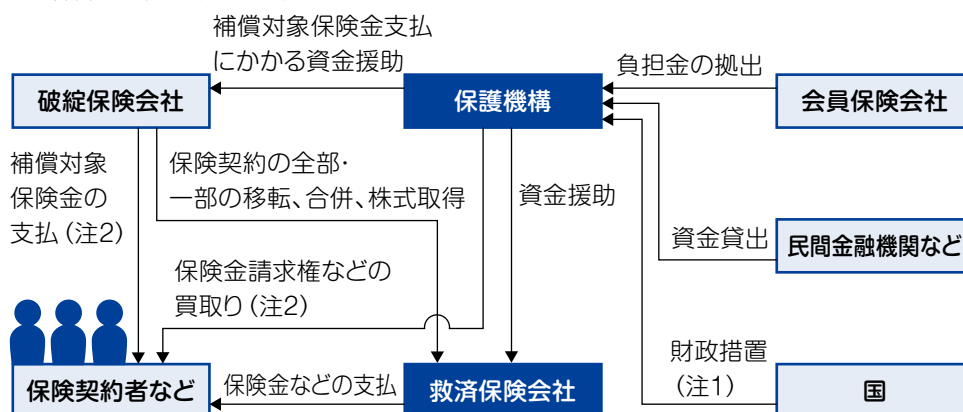 補償対象保険金支払
にかかる資金援助
負担金の拠出
破綻保険会社
保護機構
会員保険会社
補償対象
保険金の
支払（注2）
保険契約の全部・
一部の移転、合併、株式取得
資金援助
資金貸出
民間金融機関など
保険金請求権などの
買取り（注2）
財政措置
（注1）
保険契約者など
保険金などの支払
救済保険会社
国